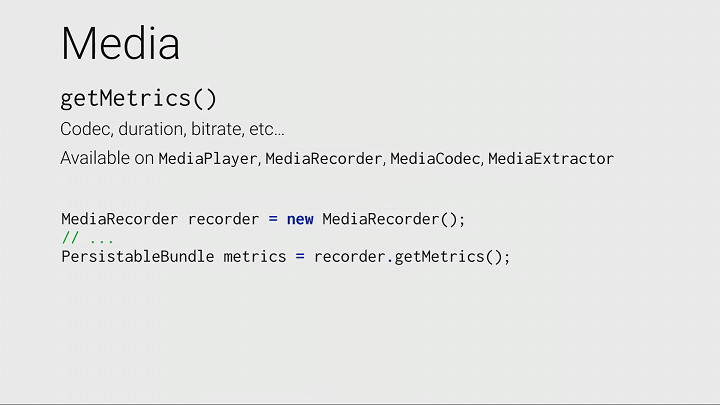 Media
getMetrics()
Codec, duration, bitrate, etc…
Available on MediaPlayer, MediaRecorder, MediaCodec, MediaExtractor
MediaRecorder recorder = new MediaRecorder();
// ...
PersistableBundle metrics = recorder.getMetrics();